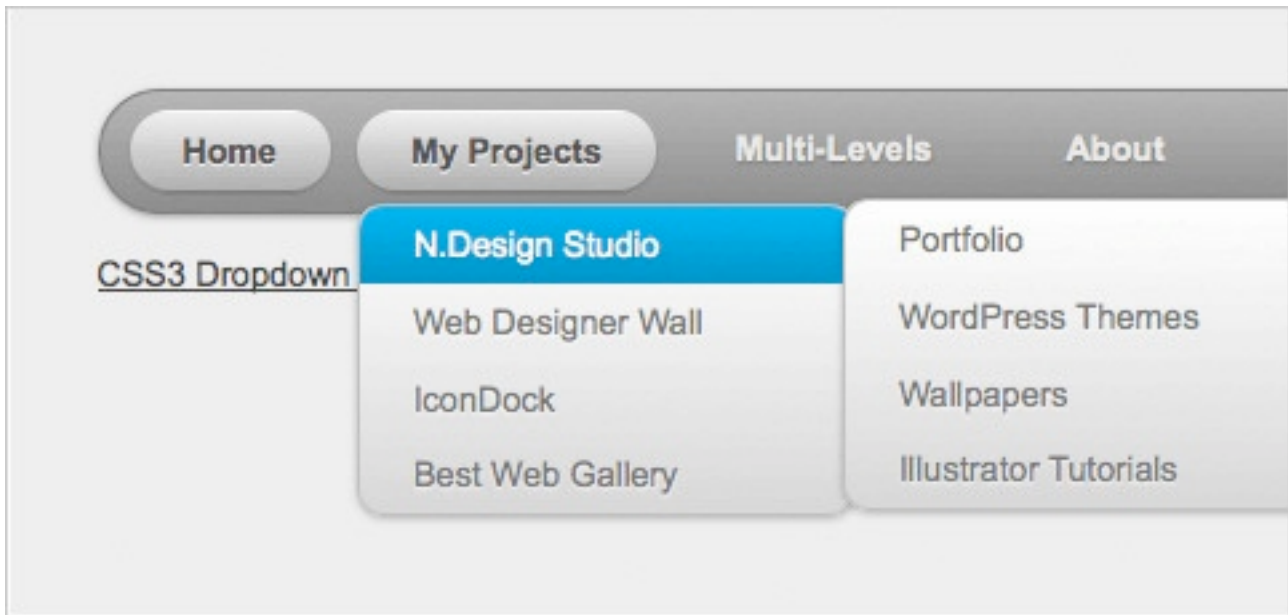 Home
My Projects
Multi-Levels
About
CSS3 Dropdown
N.Design Studio
Web Designer Wall
IconDock
Best Web Gallery
Portfolio
WordPress Themes
Wallpapers
Illustrator Tutorials